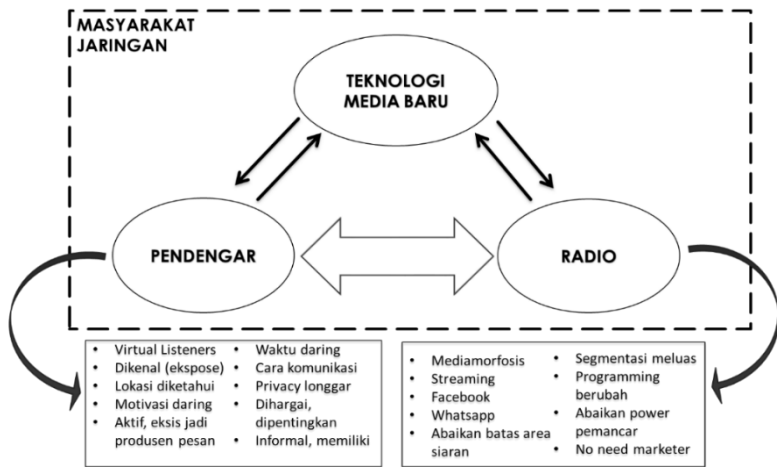 MASYARAKAT
JARINGAN
TEKNOLOGI
MEDIA BARU
PENDENGAR
RADIO
• Virtual Listeners
• Dikenal (ekspose)
• Lokasi diketahui
• Motivasi daring
• Aktif, eksis jadi
produsen pesan
• Waktu daring
• Cara komunikasi
• Privacy longgar
• Dihargai,
dipentingkan
• Informal, memiliki
• Mediamorfosis
• Streaming
• Facebook
• Whatsapp
• Abaikan batas area
siaran
• Segmentasi meluas
• Programming
berubah
• Abaikan power
pemancar
• No need marketer